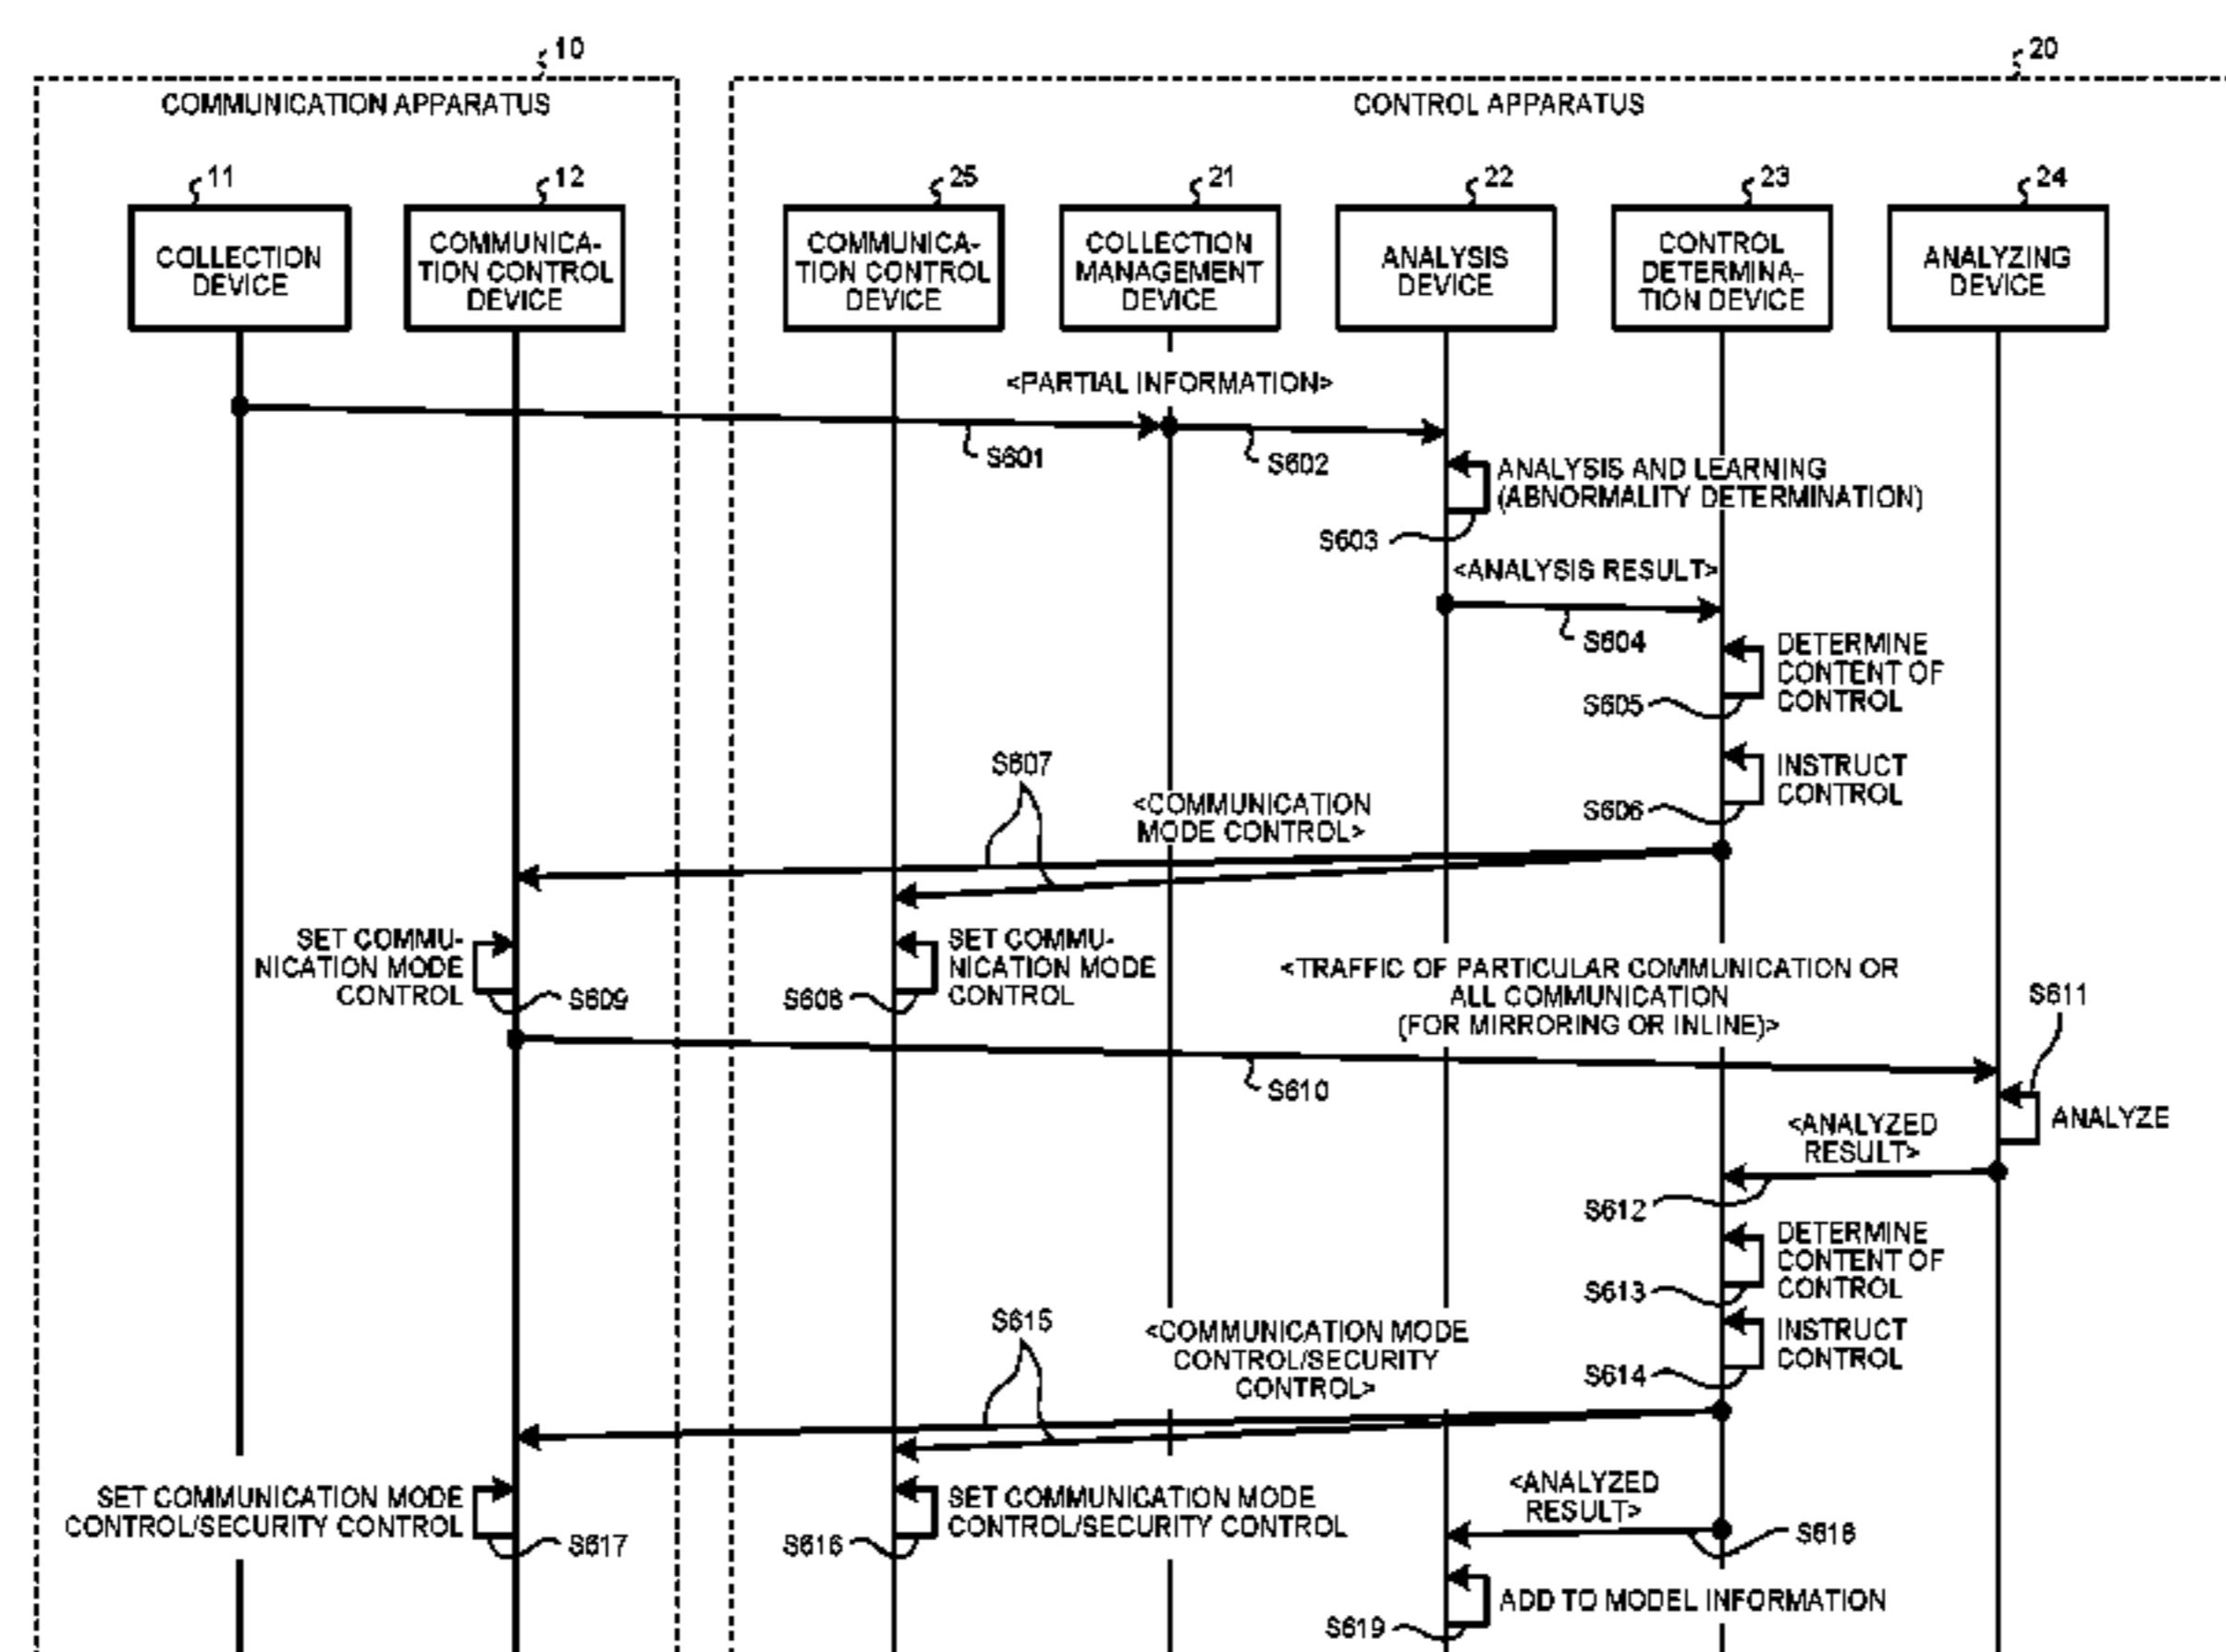 10
20
COMMUNICATION APPARATUS
CONTROL APPARATUS
11
12
25
21
22
23
24
COLLECTION
DEVICE
COMMUNICA-
TION CONTROL
DEVICE
COMMUNICA-
TION CONTROL
DEVICE
COLLECTION
MANAGEMENT
DEVICE
ANALYSIS
DEVICE
CONTROL
DETERMINA-
TION DEVICE
ANALYZING
DEVICE
<PARTIAL INFORMATION>
S601
S602
ANALYSIS AND LEARNING
(ABNORMALITY DETERMINATION)
S603
<ANALYSIS RESULT>
S604
DETERMINE
CONTENT OF
CONTROL
S605
INSTRUCT
CONTROL
S606
S607
<COMMUNICATION
MODE CONTROL>
SET COMMU-
NICATION MODE
CONTROL
S609
SET COMMU-
NICATION MODE
CONTROL
S608
<TRAFFIC OF PARTICULAR COMMUNICATION OR
ALL COMMUNICATION
(FOR MIRRORING OR INLINE)>
S610
S611
ANALYZE
<ANALYZED
RESULT>
S612
DETERMINE
CONTENT OF
CONTROL
S613
INSTRUCT
CONTROL
S614
S615
<COMMUNICATION MODE
CONTROL/SECURITY
CONTROL>
SET COMMUNICATION MODE
CONTROL/SECURITY CONTROL
S617
SET COMMUNICATION MODE
CONTROL/SECURITY CONTROL
S616
<ANALYZED
RESULT>
S618
ADD TO MODEL INFORMATION
S619